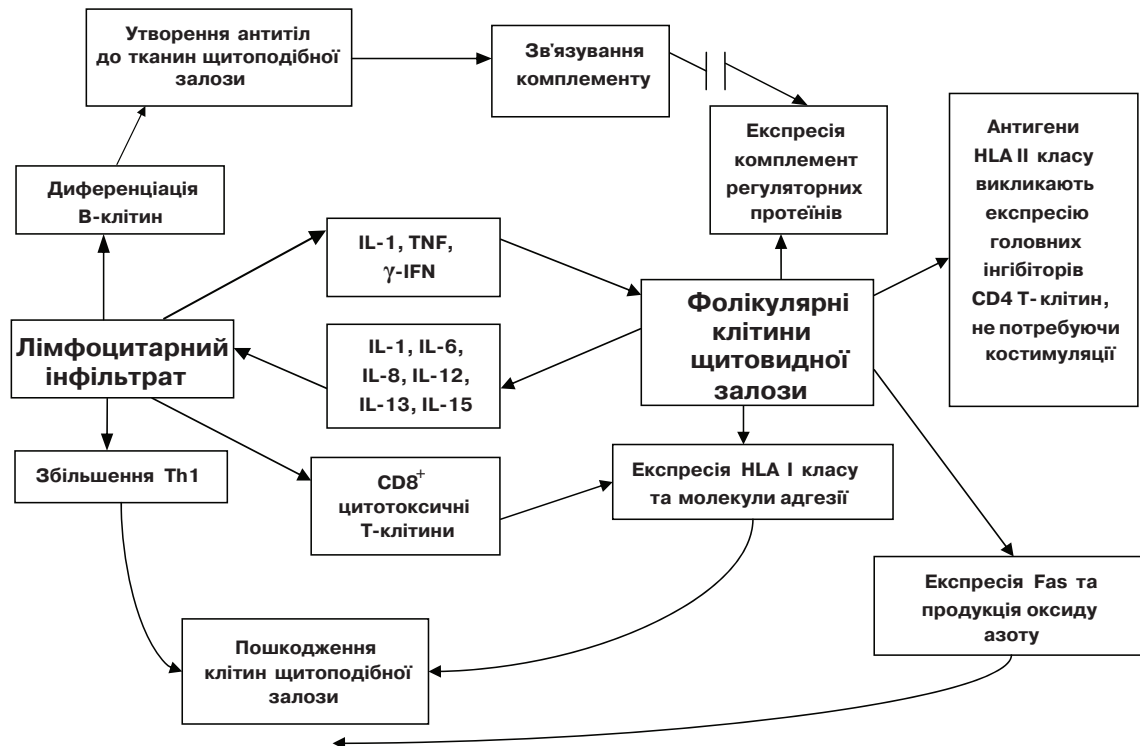 Утворення антитіл
до тканин щитоподібної
залози
Зв'язування
комплементу
Експресія
комплемент
регуляторних
протеїнів
Антигени
HLA II класу
викликають
експресію
головних
інгібіторів
CD4 Т-клітин,
не потребуючи
костимуляції
Диференціація
В-клітин
IL-1, TNF,
γ-IFN
Лімфоцитарний
інфільтрат
IL-1, IL-6,
IL-8, IL-12,
IL-13, IL-15
Фолікулярні
клітини
щитовидної
залози
Збільшення Th1
CD8⁺
цитотоксичні
Т-клітини
Експресія HLA I класу
та молекули адгезії
Експресія Fas та
продукція оксиду
азоту
Пошкодження
клітин щитоподібної
залози